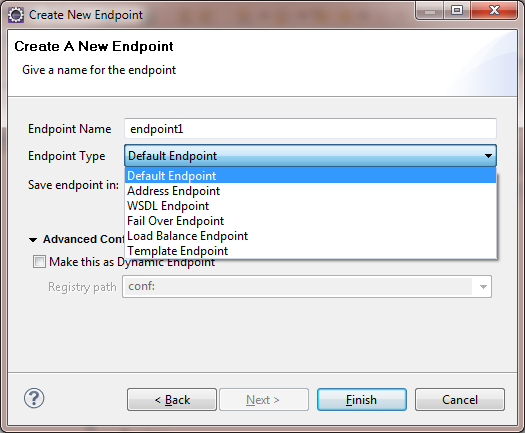 Create New Endpoint
Create A New Endpoint
Give a name for the endpoint
Endpoint Name endpoint1
Endpoint Type Default Endpoint
Default Endpoint
Save endpoint in:
Address Endpoint
WSDL Endpoint
Fail Over Endpoint
Load Balance Endpoint
Template Endpoint
Advanced Conf
Make this as Dynamic Endpoint
Registry path conf:
? < Back Next > Finish Cancel